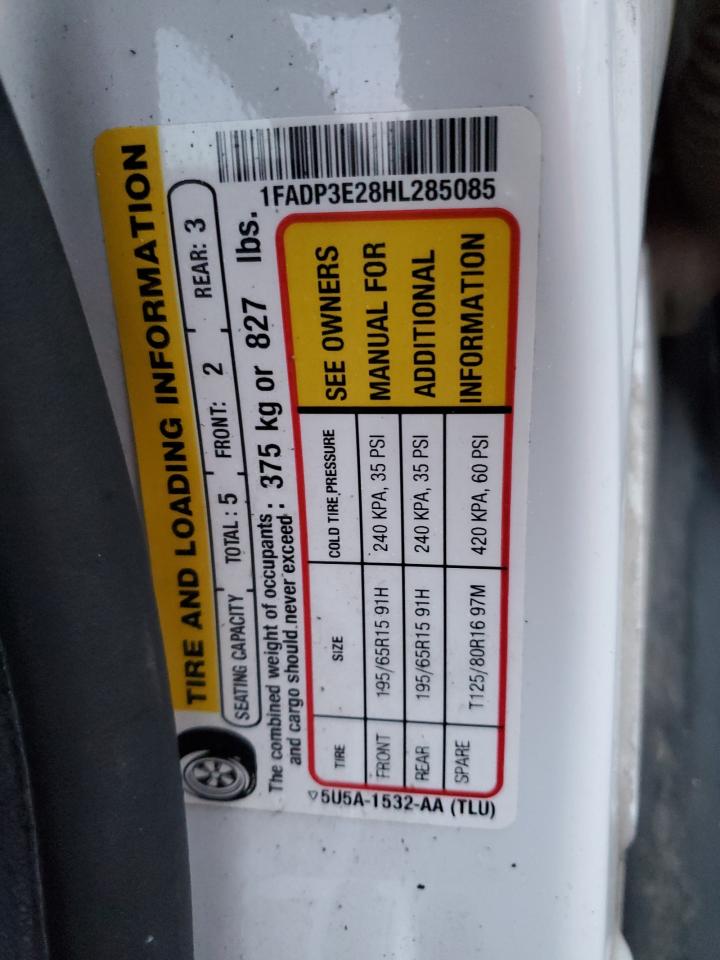 1FADP3E28HL285085
TIRE AND LOADING INFORMATION
SEATING CAPACITY TOTAL : 5 FRONT: 2 REAR: 3
The combined weight of occupants
and cargo should never exceed : 375 kg or 827 lbs.
TIRE SIZE COLD TIRE PRESSURE
FRONT 195/65R15 91H 240 KPA, 35 PSI
REAR 195/65R15 91H 240 KPA, 35 PSI
SPARE T125/80R16 97M 420 KPA, 60 PSI
SEE OWNERS
MANUAL FOR
ADDITIONAL
INFORMATION
5U5A-1532-AA (TLU)